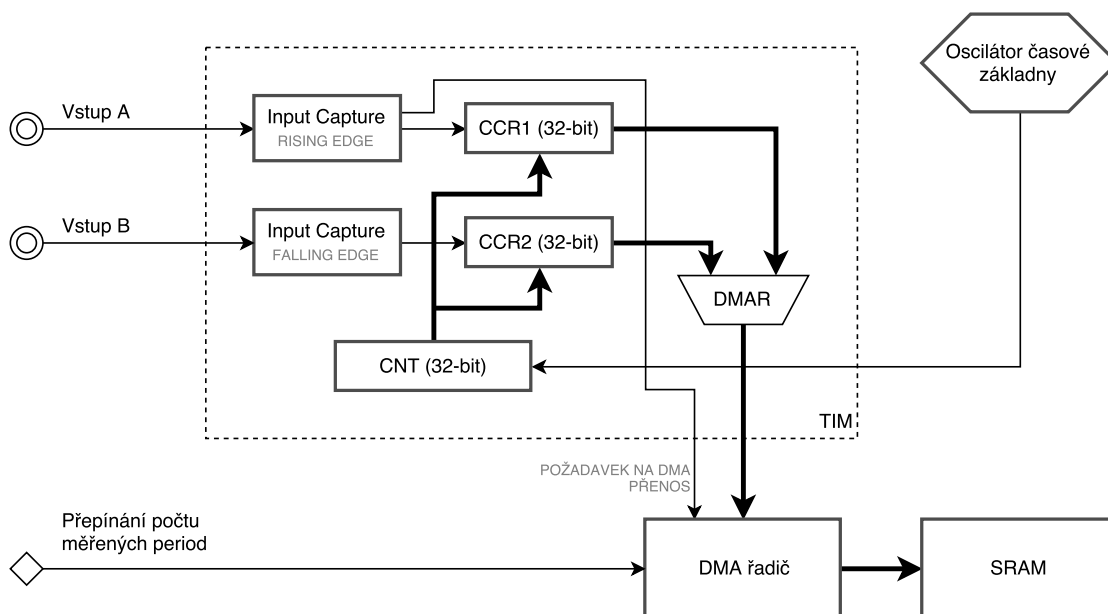 Oscilátor časové
základny
Vstup A
Input Capture
RISING EDGE
CCR1 (32-bit)
Vstup B
Input Capture
FALLING EDGE
CCR2 (32-bit)
DMAR
CNT (32-bit)
TIM
POŽADAVEK NA DMA
PŘENOS
Přepínání počtu
měřených period
DMA řadič
SRAM